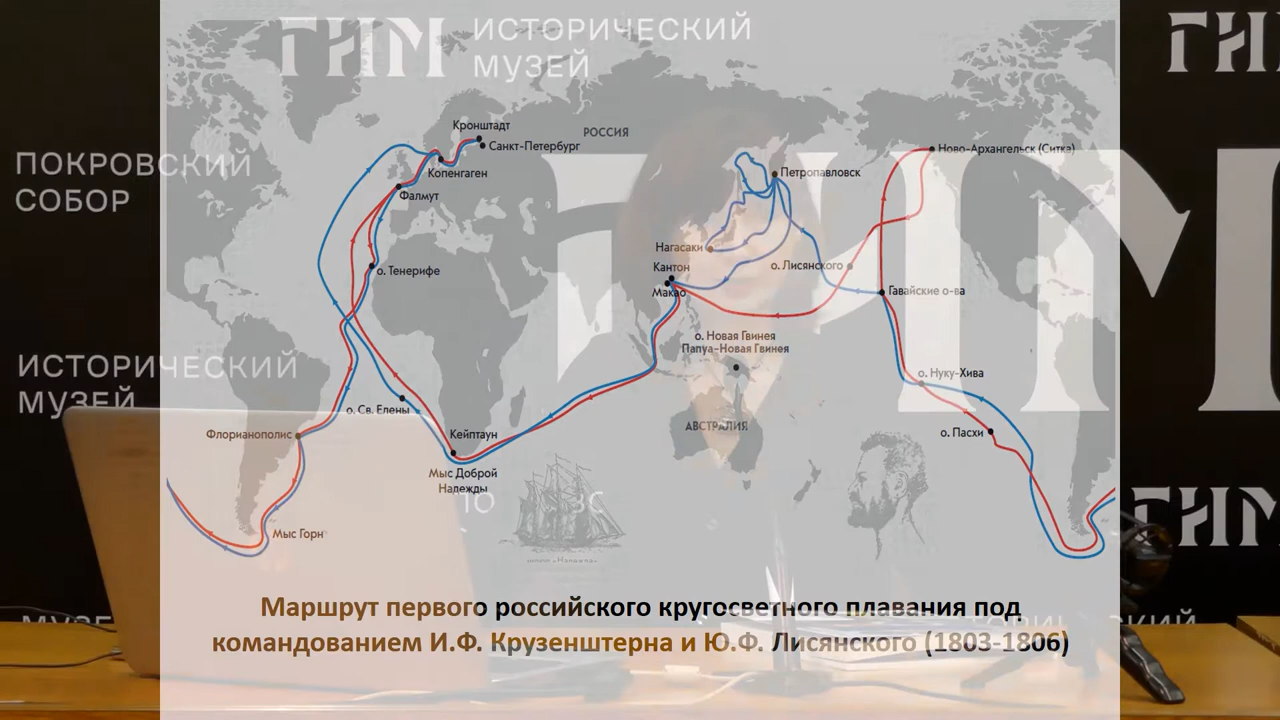 ГИМ
ИСТОРИЧЕСКИЙ
МУЗЕЙ
ГИМ
ПОКРОВСКИЙ
СОБОР
ИСТОРИЧЕСКИЙ
МУЗЕЙ
ГИМ
ГИМ
Кронштадт
Санкт-Петербург
РОССИЯ
Копенгаген
Фалмут
о. Тенерифе
Петропавловск
Ново-Архангельск (Ситка)
Нагасаки
Кантон
Макао
о. Лисянского
Гавайские о-ва
о. Новая Гвинея
Папуа-Новая Гвинея
о. Нуку-Хива
о. Св. Елены
Флорианополис
Кейптаун
АВСТРАЛИЯ
о. Пасхи
Мыс Доброй
Надежды
Мыс Горн
Маршрут первого российского кругосветного плавания под
командованием И.Ф. Крузенштерна и Ю.Ф. Лисянского (1803-1806)